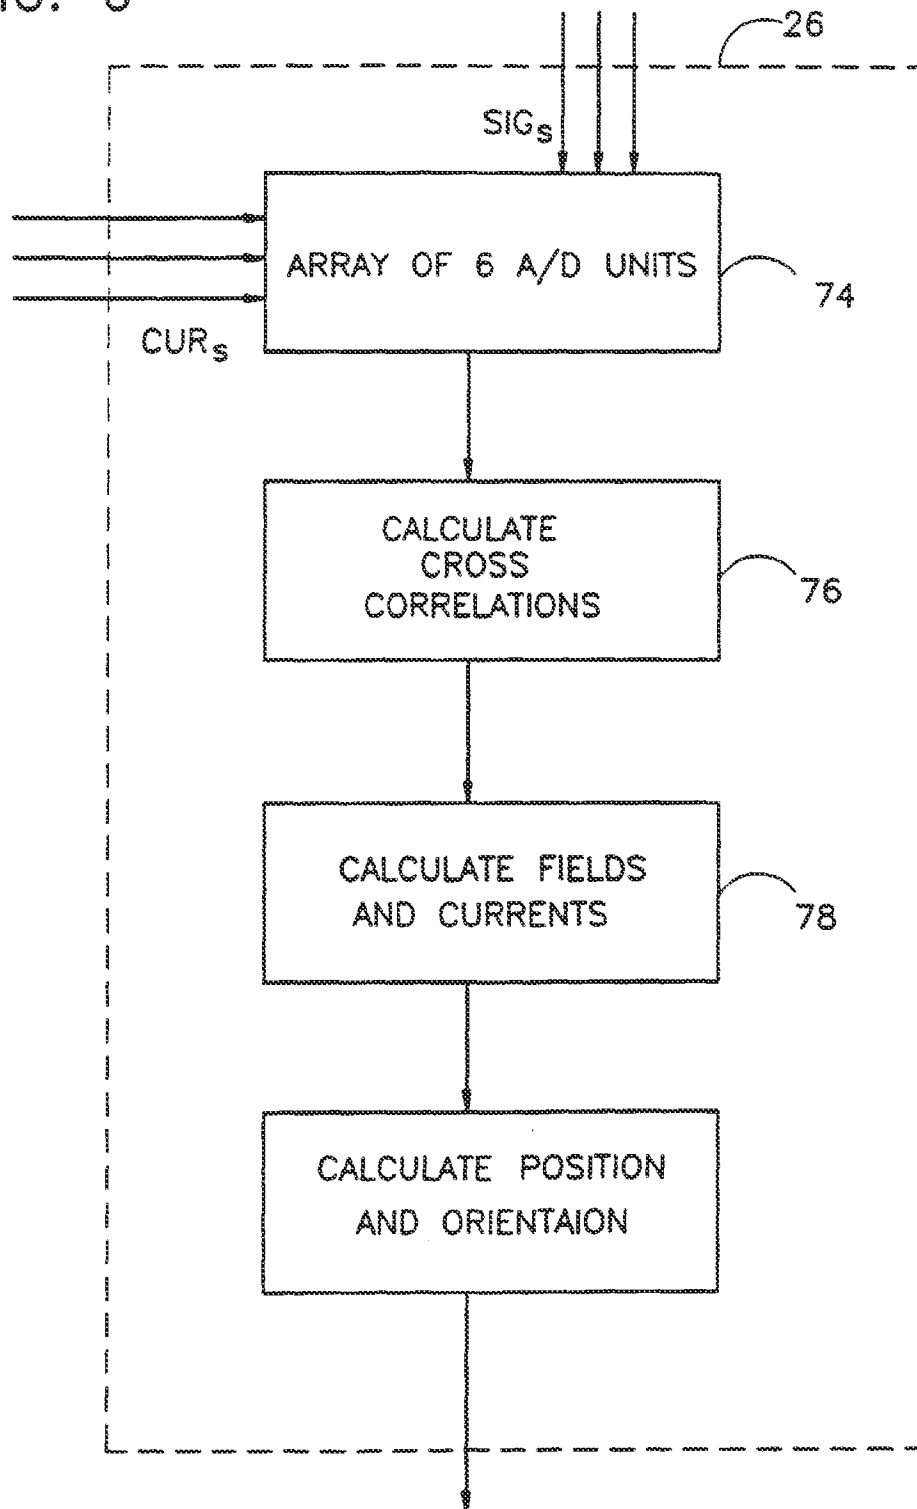 26
SIGs
ARRAY OF 6 A/D UNITS
74
CURs
CALCULATE
CROSS
CORRELATIONS
76
CALCULATE FIELDS
AND CURRENTS
78
CALCULATE POSITION
AND ORIENTAION